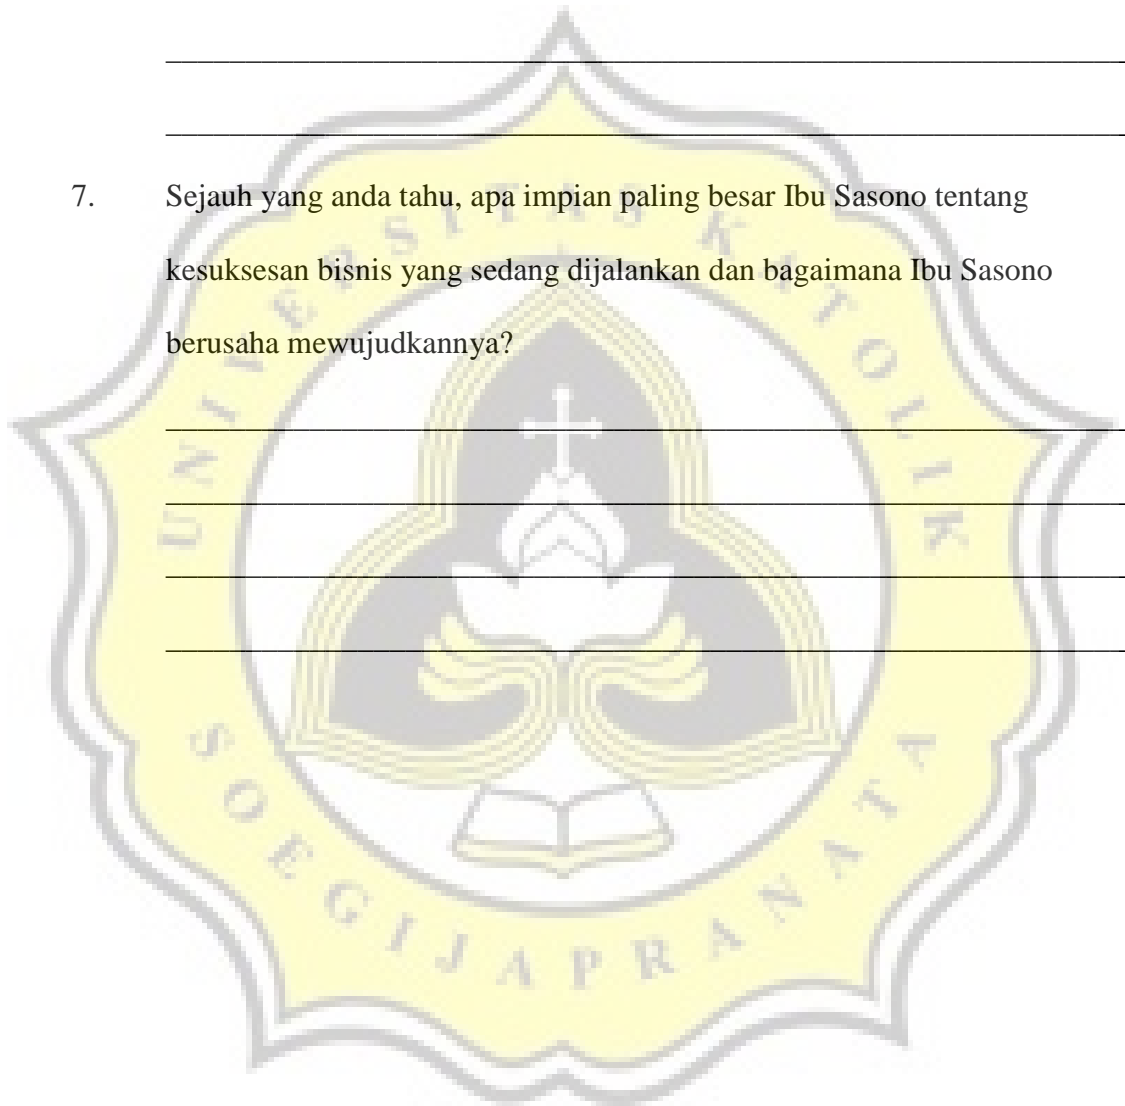 7. Sejauh yang anda tahu, apa impian paling besar Ibu Sasono tentang
kesuksesan bisnis yang sedang dijalankan dan bagaimana Ibu Sasono
berusaha mewujudkannya?
UNIVERSITAS KATOLIK
SOEGIJAPRANATA